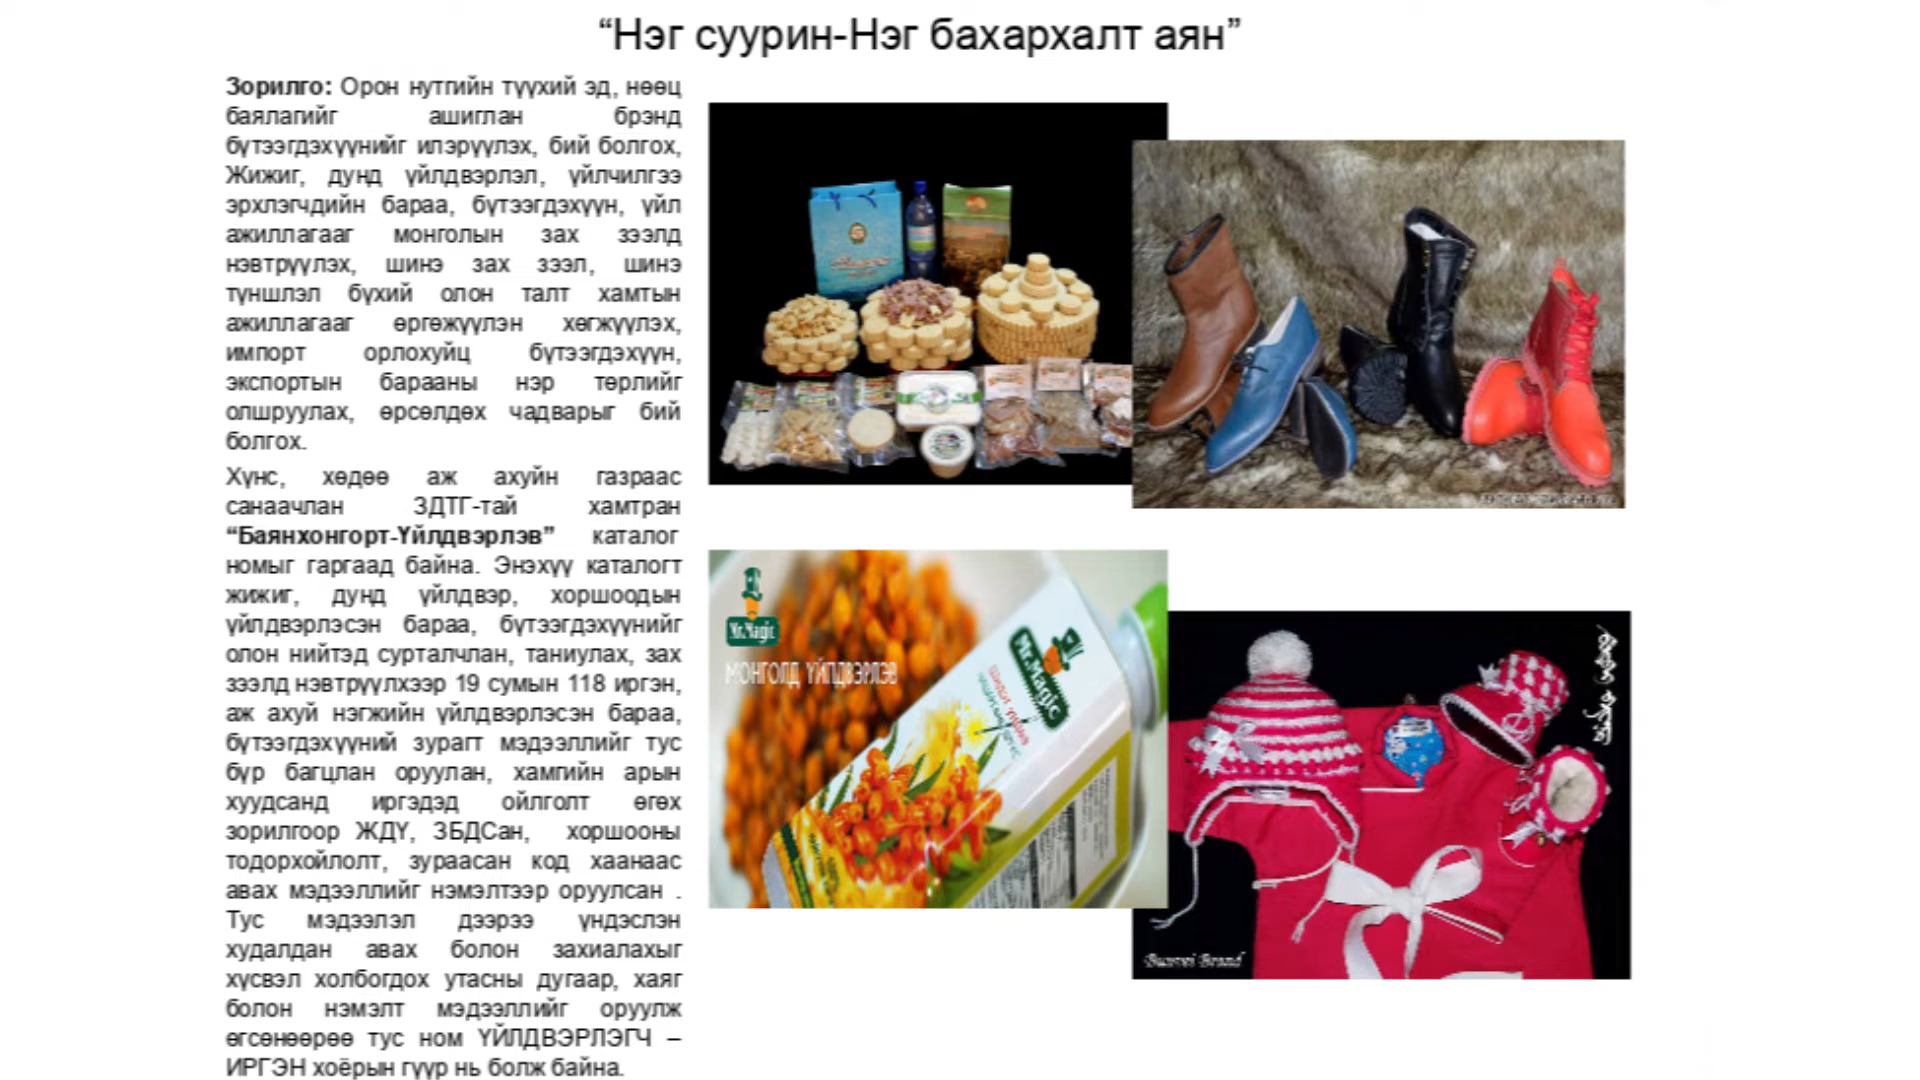 “Нэг суурин-Нэг бахархалт аян”
Зорилго: Орон нутгийн түүхий эд, нөөц
баялагийг ашиглан брэнд
бүтээгдэхүүнийг илэрүүлэх, бий болгох,
Жижиг, дунд үйлдвэрлэл, үйлчилгээ
эрхлэгчдийн бараа, бүтээгдэхүүн, үйл
ажиллагааг монголын зах зээлд
нэвтрүүлэх, шинэ зах зээл, шинэ
түншлэл бүхий олон талт хамтын
ажиллагааг өргөжүүлэн хөгжүүлэх,
импорт орлохуйц бүтээгдэхүүн,
экспортын барааны нэр төрлийг
олшруулах, өрсөлдөх чадварыг бий
болгох.
Хүнс, хөдөө аж ахуйн газраас
санаачлан ЗДТГ-тай хамтран
“Баянхонгорт-Үйлдвэрлэв” каталог
номыг гаргаад байна. Энэхүү каталогт
жижиг, дунд үйлдвэр, хоршоодын
үйлдвэрлэсэн бараа, бүтээгдэхүүнийг
олон нийтэд сурталчлан, таниулах, зах
зээлд нэвтрүүлхээр 19 сумын 118 иргэн,
аж ахуй нэгжийн үйлдвэрлэсэн бараа,
бүтээгдэхүүний зурагт мэдээллийг тус
бүр багцлан оруулан, хамгийн арын
хуудсанд иргэдэд ойлголт өгөх
зорилгоор ЖДҮ, ЗБДСан, хоршооны
тодорхойлолт, зураасан код хаанаас
авах мэдээллийг нэмэлтээр оруулсан .
Тус мэдээлэл дээрээ үндэслэн
худалдан авах болон захиалахыг
хүсвэл холбогдох утасны дугаар, хаяг
болон нэмэлт мэдээллийг оруулж
өгсөнөөрөө тус ном ҮЙЛДВЭРЛЭГЧ –
ИРГЭН хоёрын гүүр нь болж байна.
Mr.Magic
МОНГОЛД ҮЙЛДВЭРЛЭВ
Mr.Magic
Brand